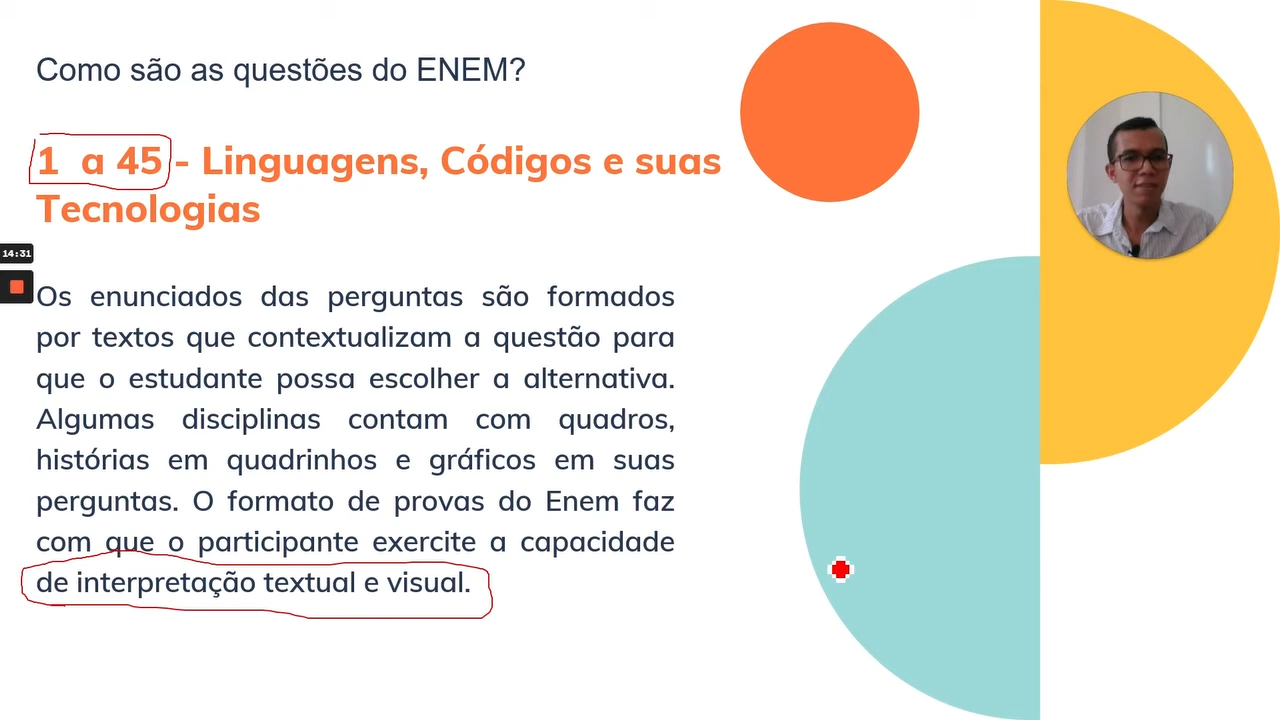 Como são as questões do ENEM?
1 a 45 - Linguagens, Códigos e suas
Tecnologias
14:31
Os enunciados das perguntas são formados
por textos que contextualizam a questão para
que o estudante possa escolher a alternativa.
Algumas disciplinas contam com quadros,
histórias em quadrinhos e gráficos em suas
perguntas. O formato de provas do Enem faz
com que o participante exercite a capacidade
de interpretação textual e visual.